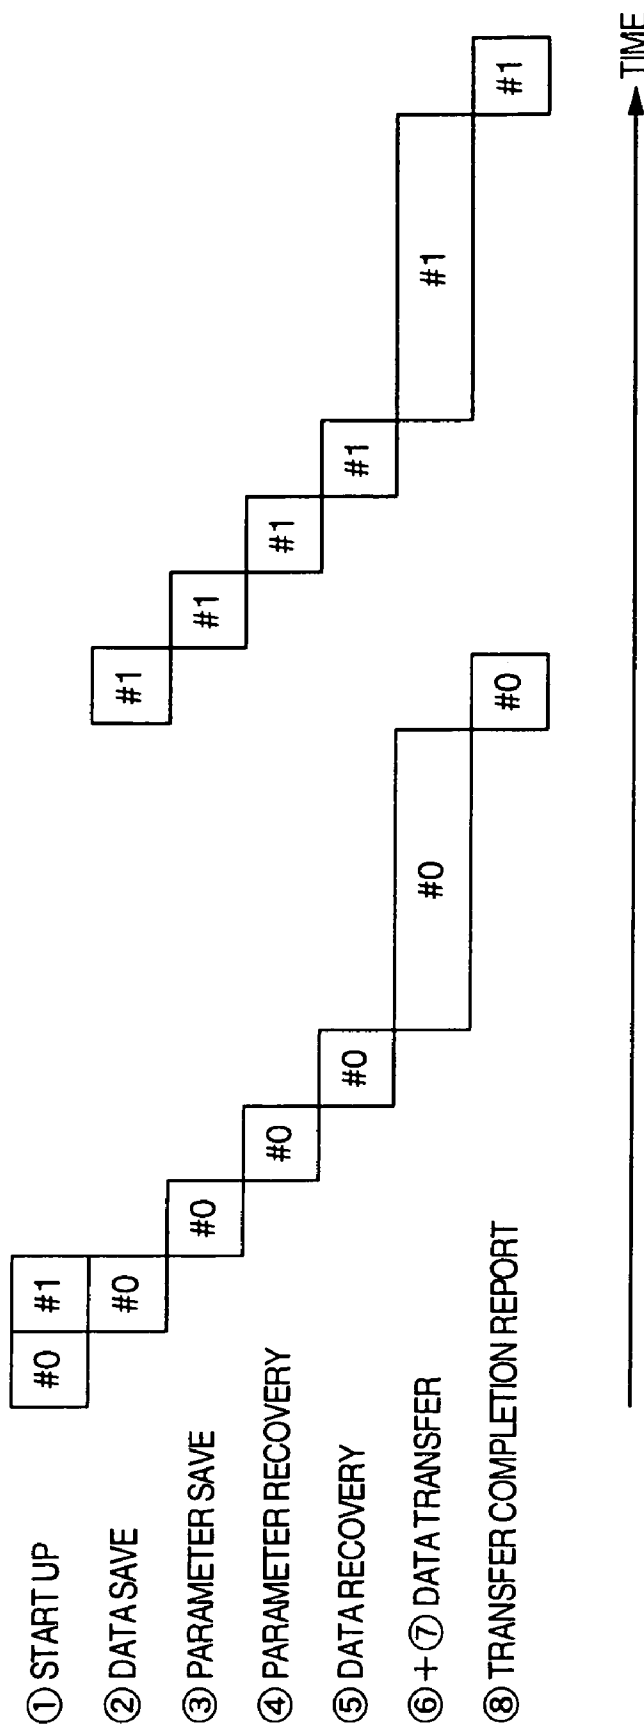 ① START UP
#0 #1
② DATA SAVE
#0 #1
③ PARAMETER SAVE
#0 #1
④ PARAMETER RECOVERY
#0 #1
⑤ DATA RECOVERY
#0 #1
⑥+⑦ DATA TRANSFER
#0 #1
⑧ TRANSFER COMPLETION REPORT
#0 #1
TIME